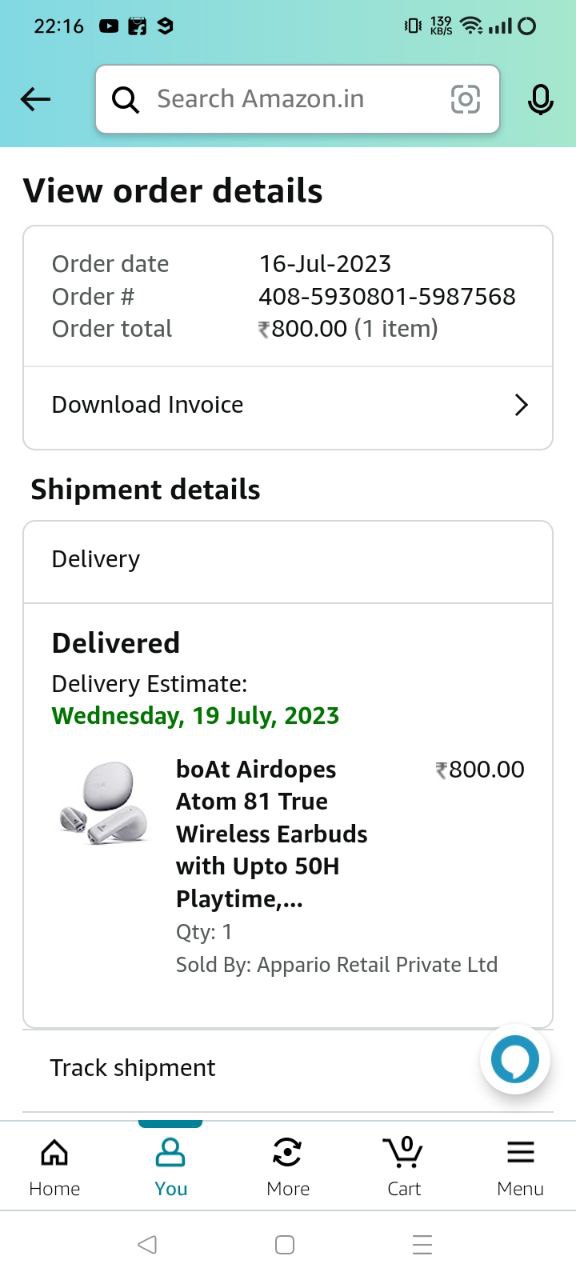 22:16 139 KB/S
Search Amazon.in
View order details
Order date 16-Jul-2023
Order # 408-5930801-5987568
Order total ₹800.00 (1 item)
Download Invoice
Shipment details
Delivery
Delivered
Delivery Estimate:
Wednesday, 19 July, 2023
boAt Airdopes ₹800.00
Atom 81 True
Wireless Earbuds
with Upto 50H
Playtime,...
Qty: 1
Sold By: Appario Retail Private Ltd
Track shipment
0
Home You More Cart Menu